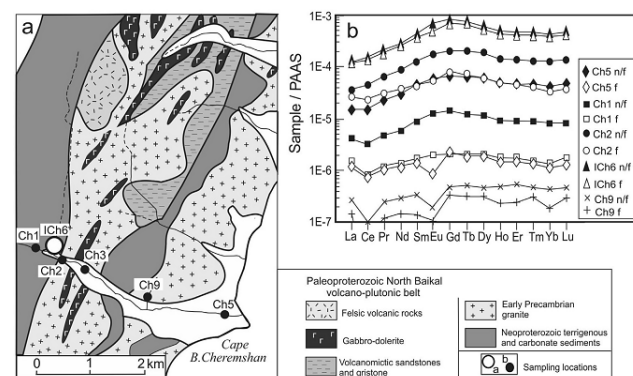 a
Ch1
ICh6
Ch2
Ch3
Ch9
Ch5
Cape
B.Cheremshan
0 1 2 km
b
Sample / PAAS
1E-3
1E-4
1E-5
1E-6
1E-7
La Ce Pr Nd Sm Eu Gd Tb Dy Ho Er Tm Yb Lu
Ch5 n/f
Ch5 f
Ch1 n/f
Ch1 f
Ch2 n/f
Ch2 f
ICh6 n/f
ICh6 f
Ch9 n/f
Ch9 f
Paleoproterozoic North Baikal
volcano-plutonic belt
Felsic volcanic rocks
Gabbro-dolerite
Volcanomictic sandstones
and gristone
Early Precambrian
granite
Neoproterozoic terrigenous
and carbonate sediments
a b Sampling locations